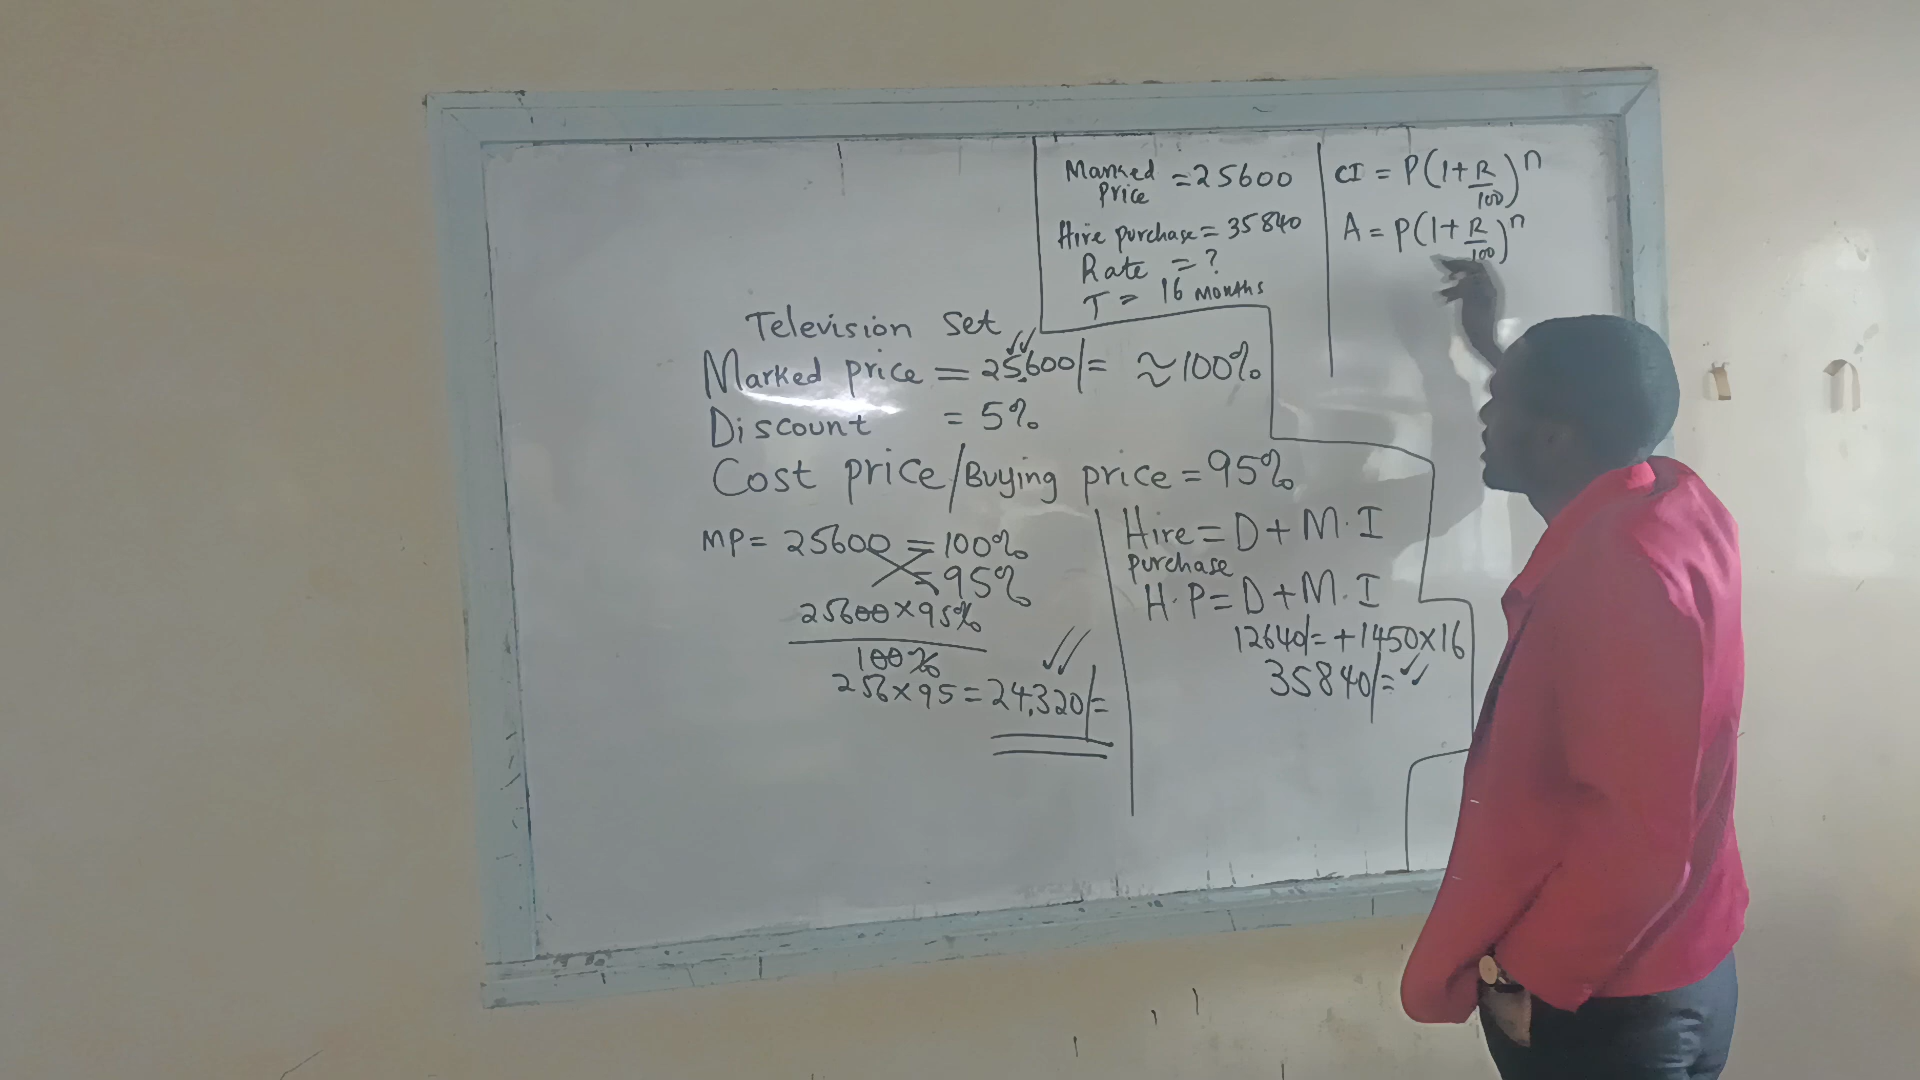 Television set
Marked price = 25,600/= ≈ 100%
Discount = 5%
Cost price/Buying price = 95%
MP = 25600 = 100%
= 95%
25600 × 95%
100%
256 × 95 = 24,320/=
Hire purchase = D + M.I
H.P = D + M.I
12640/= + 1450 × 16
35840/=
Marked price = 25600
Hire purchase = 35840
Rate = ?
T = 16 months
CI = P(1 + R/100)^n
A = P(1 + R/100)^n